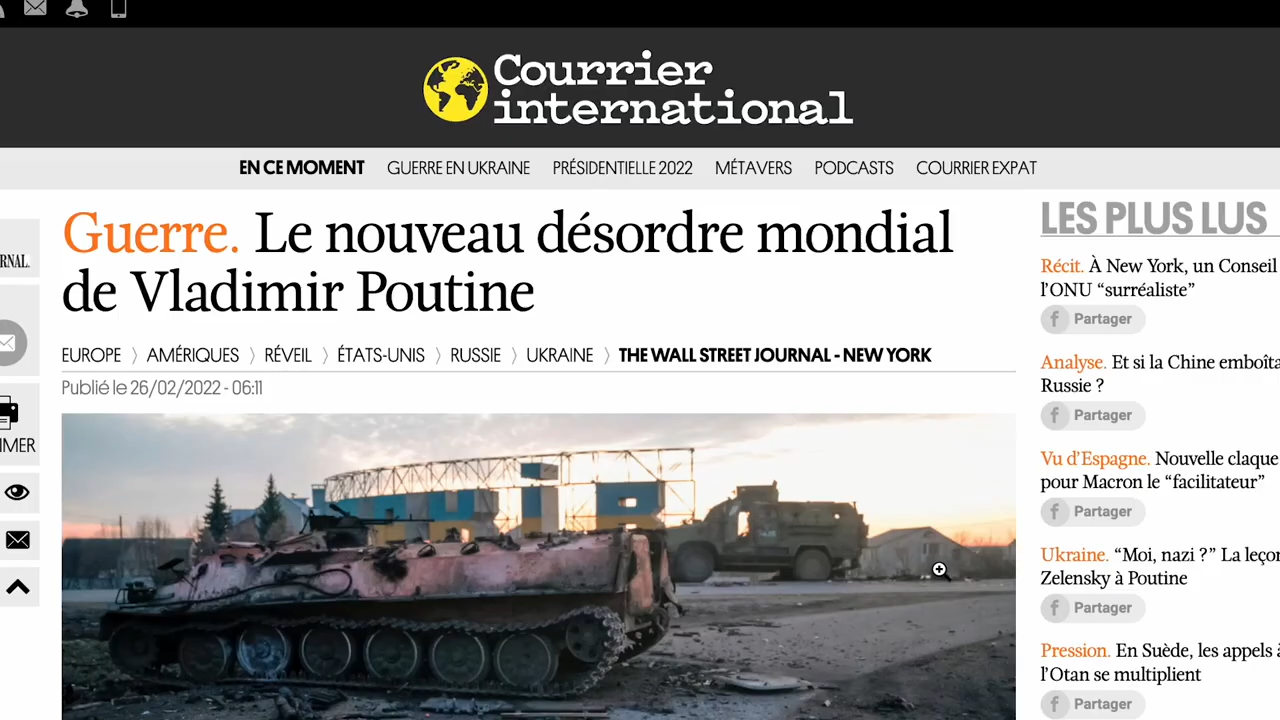 Courrier
international
EN CE MOMENT GUERRE EN UKRAINE PRÉSIDENTIELLE 2022 MÉTAVERS PODCASTS COURRIER EXPAT
Guerre. Le nouveau désordre mondial
de Vladimir Poutine
EUROPE 〉 AMÉRIQUES 〉 RÉVEIL 〉 ÉTATS-UNIS 〉 RUSSIE 〉 UKRAINE 〉 THE WALL STREET JOURNAL - NEW YORK
Publié le 26/02/2022 - 06:11
RNAL.
IMER
LES PLUS LUS
Récit. À New York, un Conseil
l’ONU “surréaliste”
f Partager
Analyse. Et si la Chine emboîta
Russie ?
f Partager
Vu d’Espagne. Nouvelle claque
pour Macron le “facilitateur”
f Partager
Ukraine. “Moi, nazi ?” La leço
Zelensky à Poutine
f Partager
Pression. En Suède, les appels à
l’Otan se multiplient
f Partager